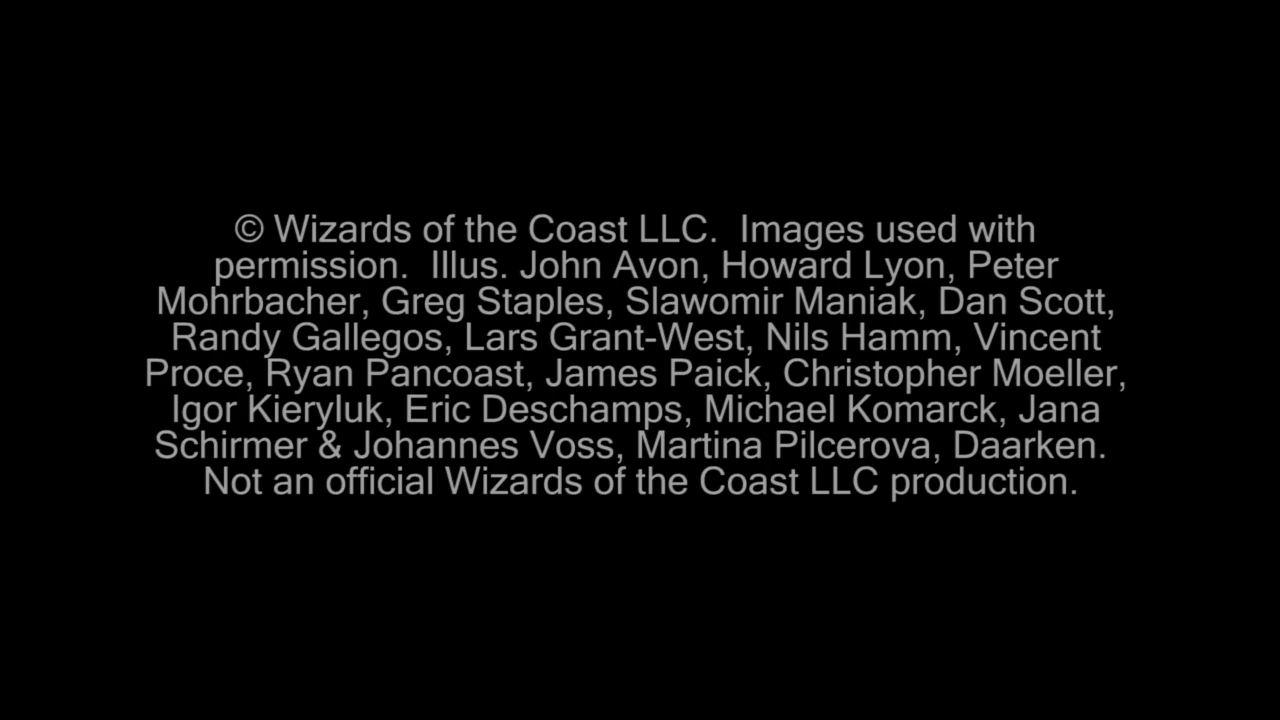 © Wizards of the Coast LLC.  Images used with
permission.  Illus. John Avon, Howard Lyon, Peter
Mohrbacher, Greg Staples, Slawomir Maniak, Dan Scott,
Randy Gallegos, Lars Grant-West, Nils Hamm, Vincent
Proce, Ryan Pancoast, James Paick, Christopher Moeller,
Igor Kieryluk, Eric Deschamps, Michael Komarck, Jana
Schirmer & Johannes Voss, Martina Pilcerova, Daarken.
Not an official Wizards of the Coast LLC production.